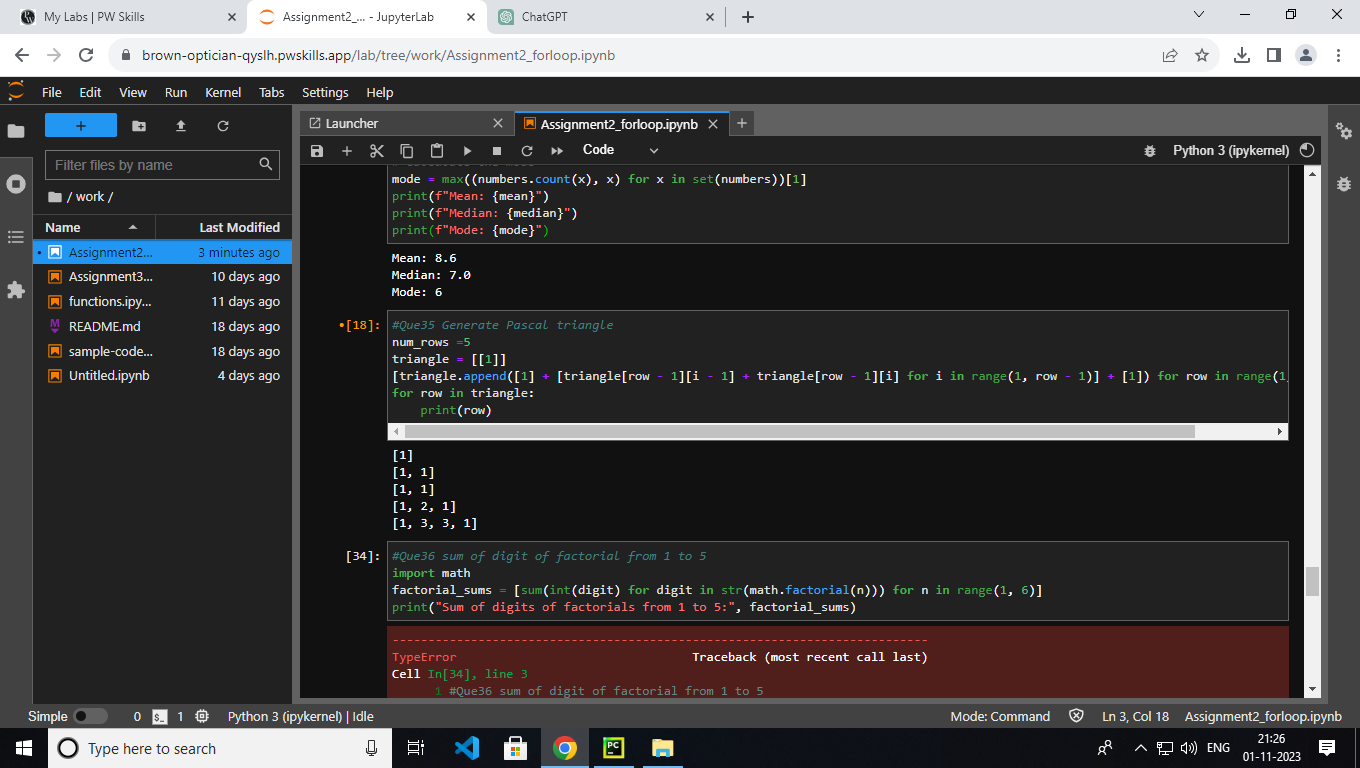 My Labs | PW Skills
Assignment2_... - JupyterLab
ChatGPT
brown-optician-qyslh.pwskills.app/lab/tree/work/Assignment2_forloop.ipynb
File Edit View Run Kernel Tabs Settings Help
Launcher
Assignment2_forloop.ipynb
Code
Python 3 (ipykernel)
Filter files by name
/ work /
Name Last Modified
Assignment2... 3 minutes ago
Assignment3... 10 days ago
functions.ipy... 11 days ago
README.md 18 days ago
sample-code... 18 days ago
Untitled.ipynb 4 days ago
mode = max((numbers.count(x), x) for x in set(numbers))[1]
print(f"Mean: {mean}")
print(f"Median: {median}")
print(f"Mode: {mode}")
Mean: 8.6
Median: 7.0
Mode: 6
•[18]:
#Que35 Generate Pascal triangle
num_rows =5
triangle = [[1]]
[triangle.append([1] + [triangle[row - 1][i - 1] + triangle[row - 1][i] for i in range(1, row - 1)] + [1]) for row in range(1,
for row in triangle:
    print(row)
[1]
[1, 1]
[1, 1]
[1, 2, 1]
[1, 3, 3, 1]
[34]:
#Que36 sum of digit of factorial from 1 to 5
import math
factorial_sums = [sum(int(digit) for digit in str(math.factorial(n))) for n in range(1, 6)]
print("Sum of digits of factorials from 1 to 5:", factorial_sums)
---------------------------------------------------------------------------
TypeError Traceback (most recent call last)
Cell In[34], line 3
1 #Que36 sum of digit of factorial from 1 to 5
Simple 0 $_ 1 Python 3 (ipykernel) | Idle
Mode: Command Ln 3, Col 18 Assignment2_forloop.ipynb
Type here to search
PC
ENG
21:26
01-11-2023